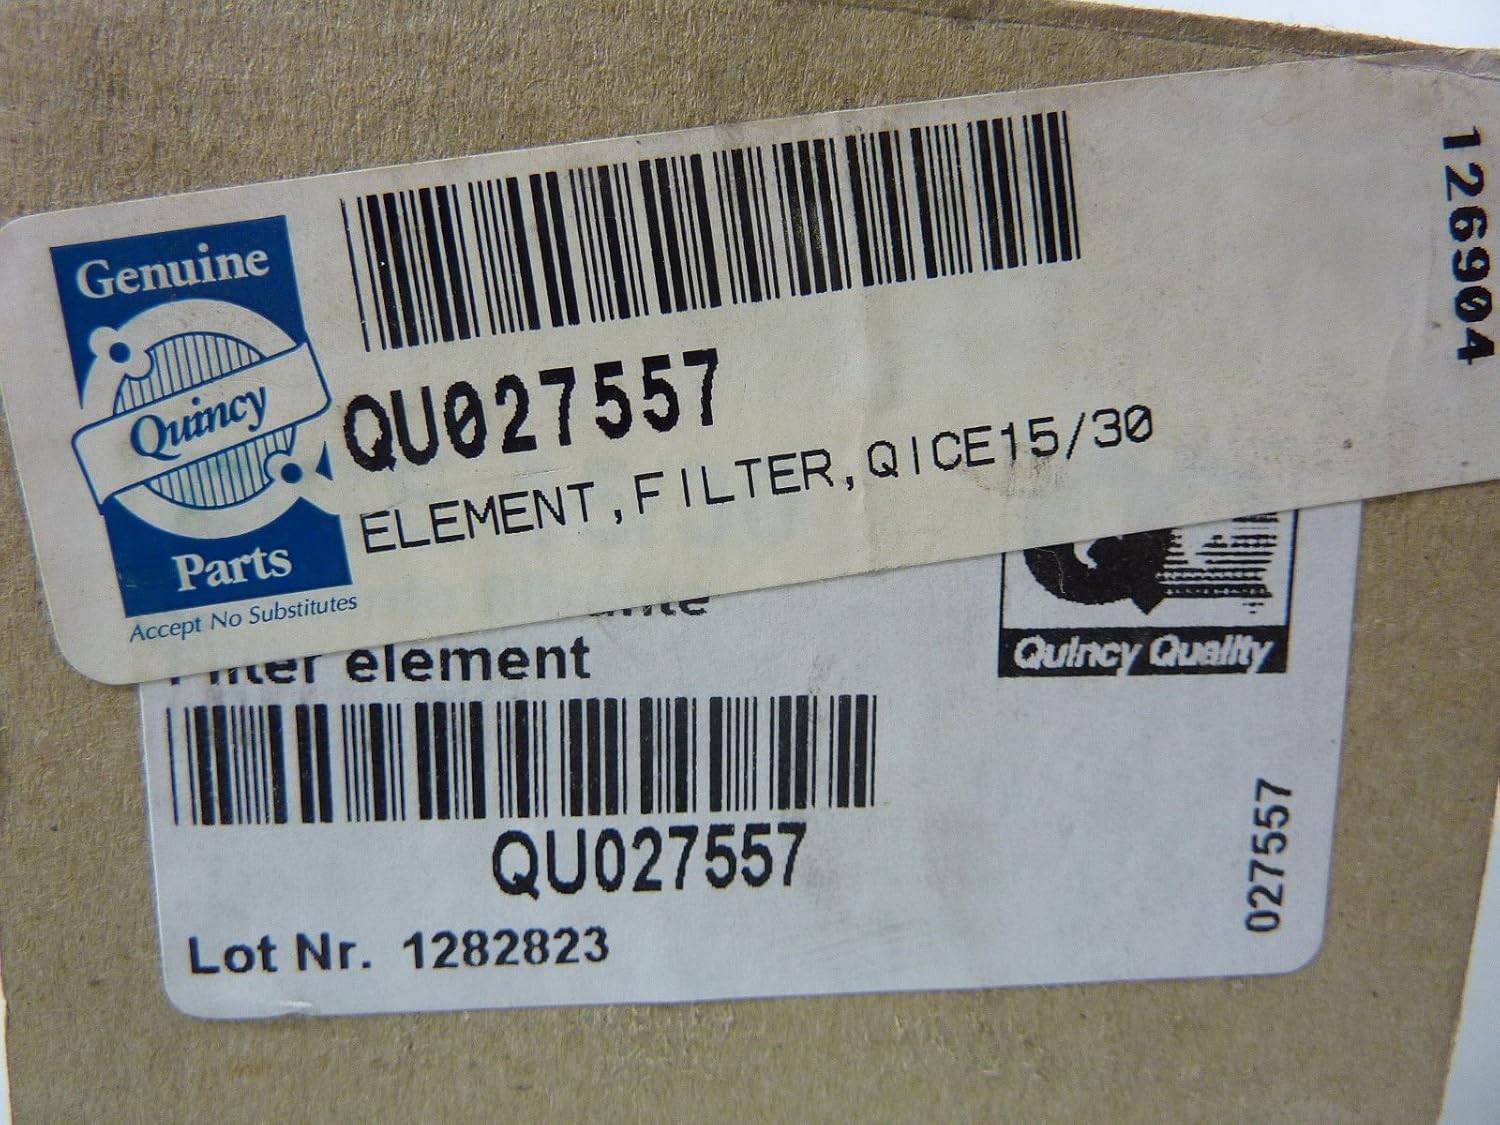 Genuine
Quincy
Parts
Accept No Substitutes
QU027557
ELEMENT,FILTER,QICE15/30
126904
Filter element
Quincy Quality
QU027557
027557
Lot Nr. 1282823